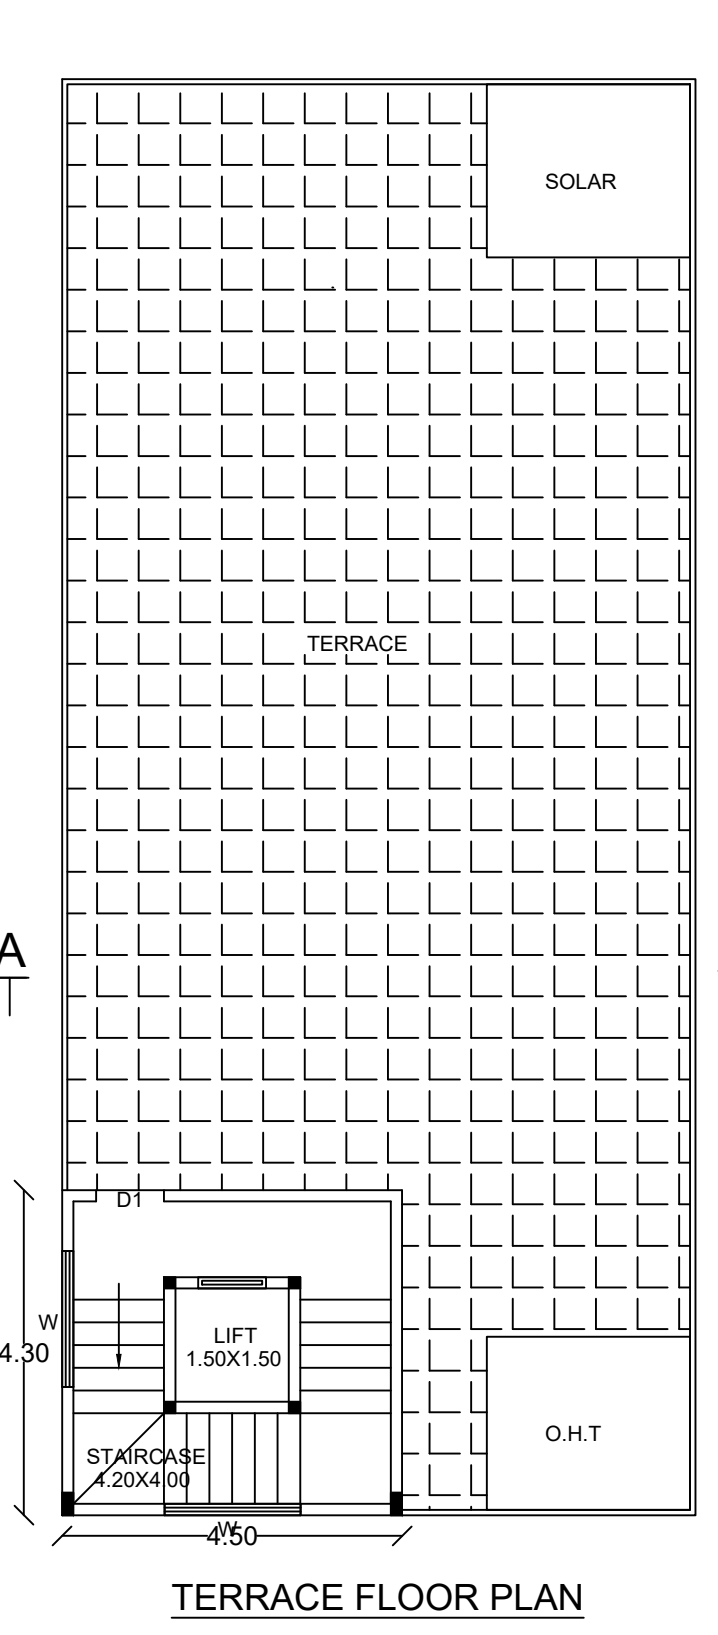 SOLAR
TERRACE
A
D1
W
4.30
LIFT
1.50X1.50
STAIRCASE
4.20X4.00
O.H.T
W
4.50
TERRACE FLOOR PLAN